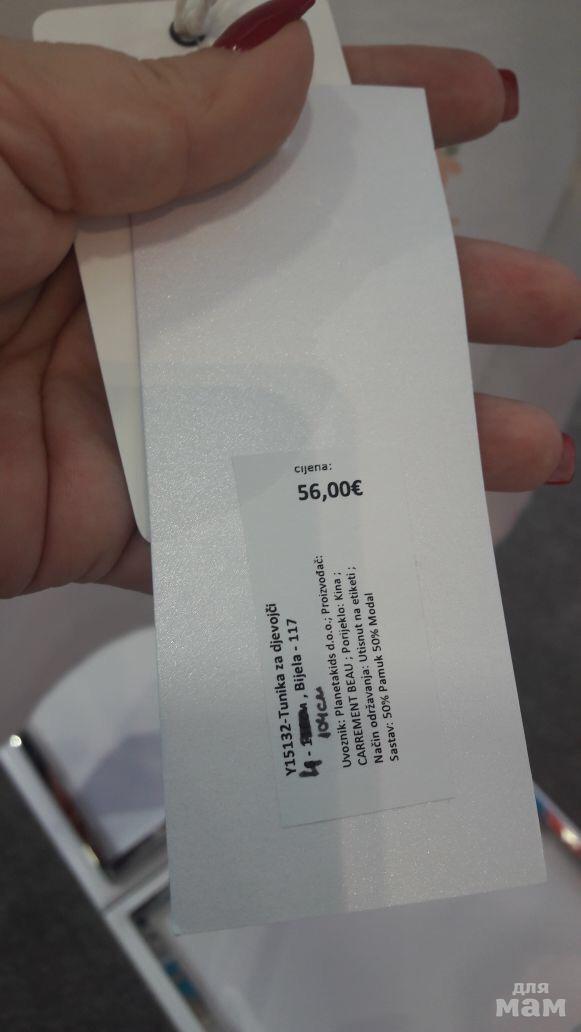 cijena:
56,00€
Y15132-Tunika za djevojči
4 - , Bijela - 117
104cm
Uvoznik: Planetakids d.o.o.; Proizvođač:
CARREMENT BEAU ; Porijeklo: Kina ;
Način održavanja: Utisnut na etiketi ;
Sastav: 50% Pamuk 50% Modal
для
мам